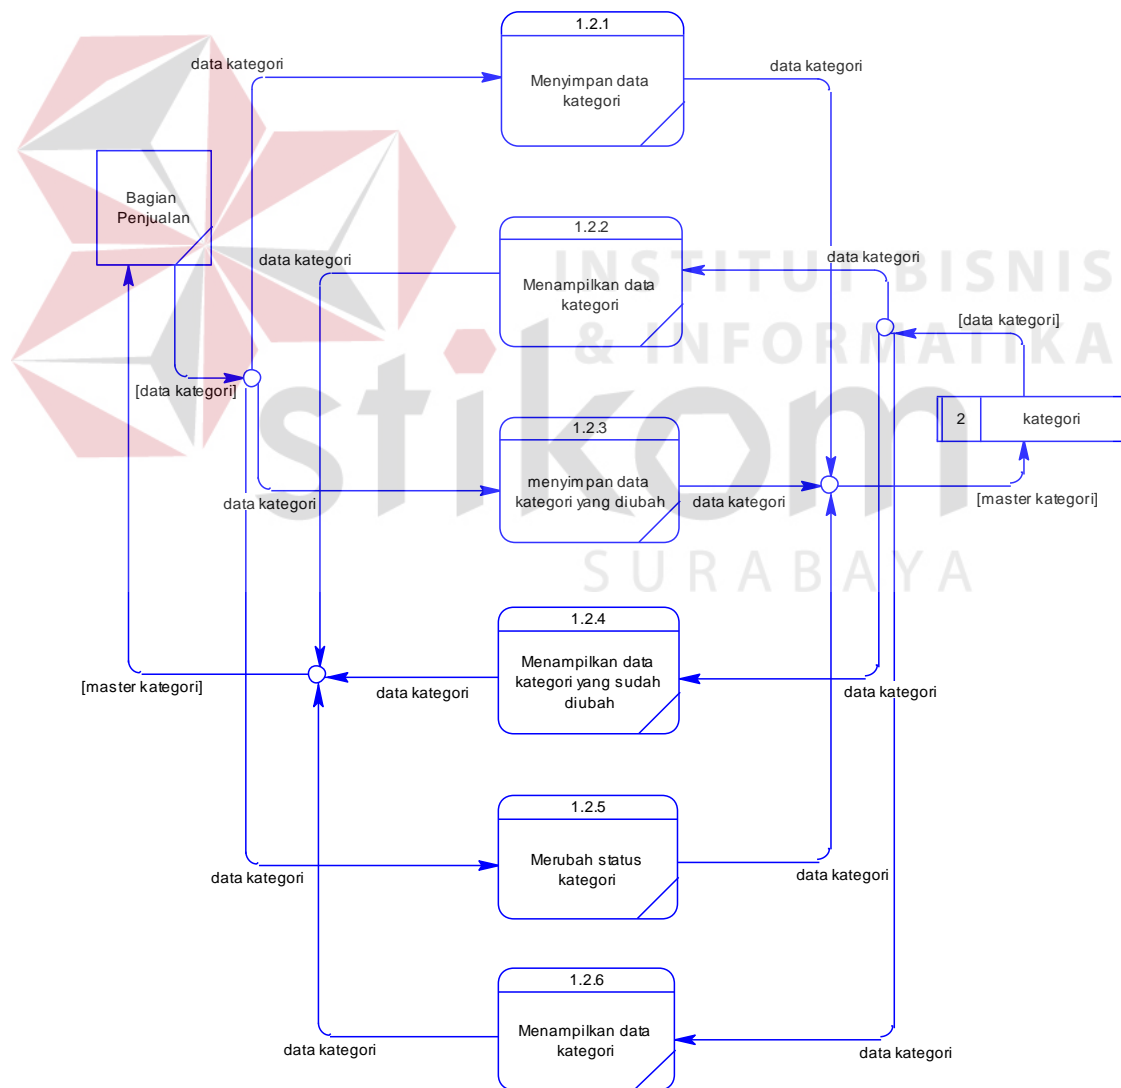 1.2.1
data kategori
Menyimpan data
kategori
data kategori
Bagian
Penjualan
1.2.2
data kategori
Menampilkan data
kategori
data kategori
INSTITUT BISNIS
& INFORMATIKA
[data kategori]
[data kategori]
stikom
2
kategori
1.2.3
menyimpan data
kategori yang diubah
data kategori
data kategori
[master kategori]
SURABAYA
1.2.4
Menampilkan data
kategori yang sudah
diubah
[master kategori]
data kategori
data kategori
1.2.5
Merubah status
kategori
data kategori
data kategori
1.2.6
Menampilkan data
kategori
data kategori
data kategori